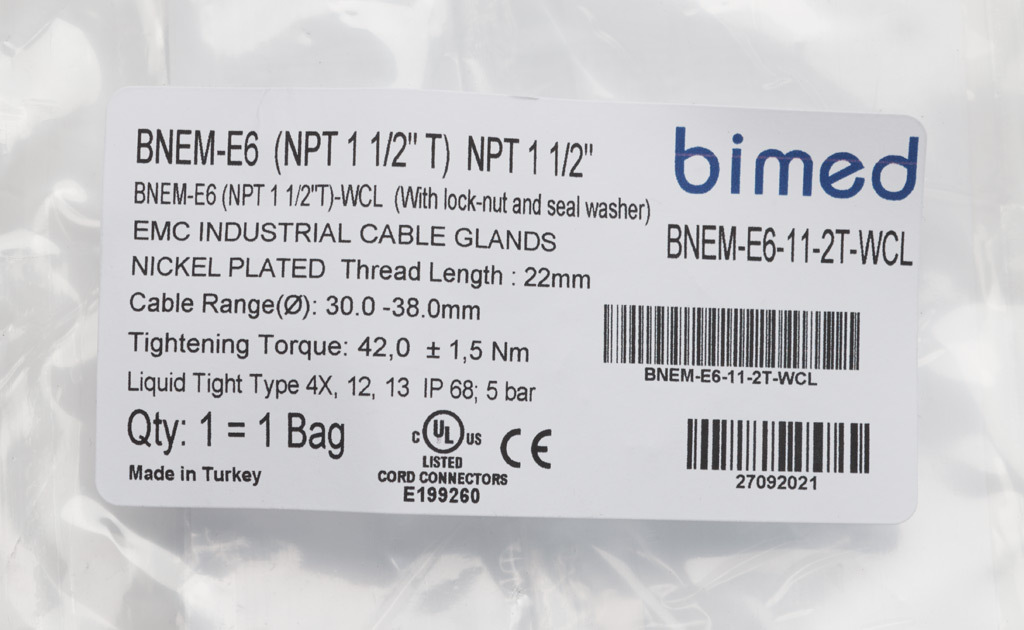 BNEM-E6 (NPT 1 1/2" T) NPT 1 1/2"
BNEM-E6 (NPT 1 1/2"T)-WCL (With lock-nut and seal washer)
EMC INDUSTRIAL CABLE GLANDS
NICKEL PLATED Thread Length : 22mm
Cable Range(Ø): 30.0 -38.0mm
Tightening Torque: 42,0 ± 1,5 Nm
Liquid Tight Type 4X, 12, 13 IP 68; 5 bar
Qty: 1 = 1 Bag
Made in Turkey
C UL US CE
LISTED
CORD CONNECTORS
E199260
bimed
BNEM-E6-11-2T-WCL
BNEM-E6-11-2T-WCL
27092021